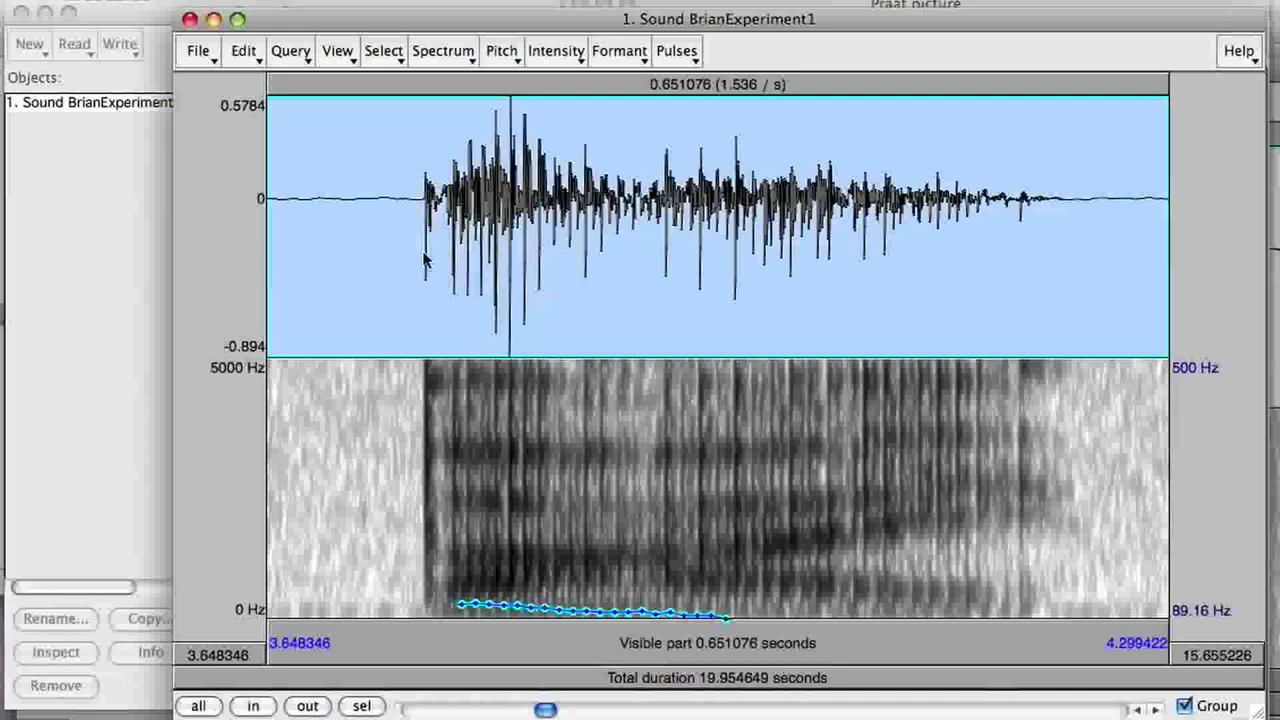 Praat picture
1. Sound BrianExperiment1
New Read Write
File Edit Query View Select Spectrum Pitch Intensity Formant Pulses Help
Objects:
1. Sound BrianExperiment
0.651076 (1.536 / s)
0.5784
0
-0.894
5000 Hz 500 Hz
0 Hz 89.16 Hz
Rename... Copy...
3.648346 Visible part 0.651076 seconds 4.299422
Inspect Info
3.648346 15.655226
Total duration 19.954649 seconds
Remove
all in out sel Group